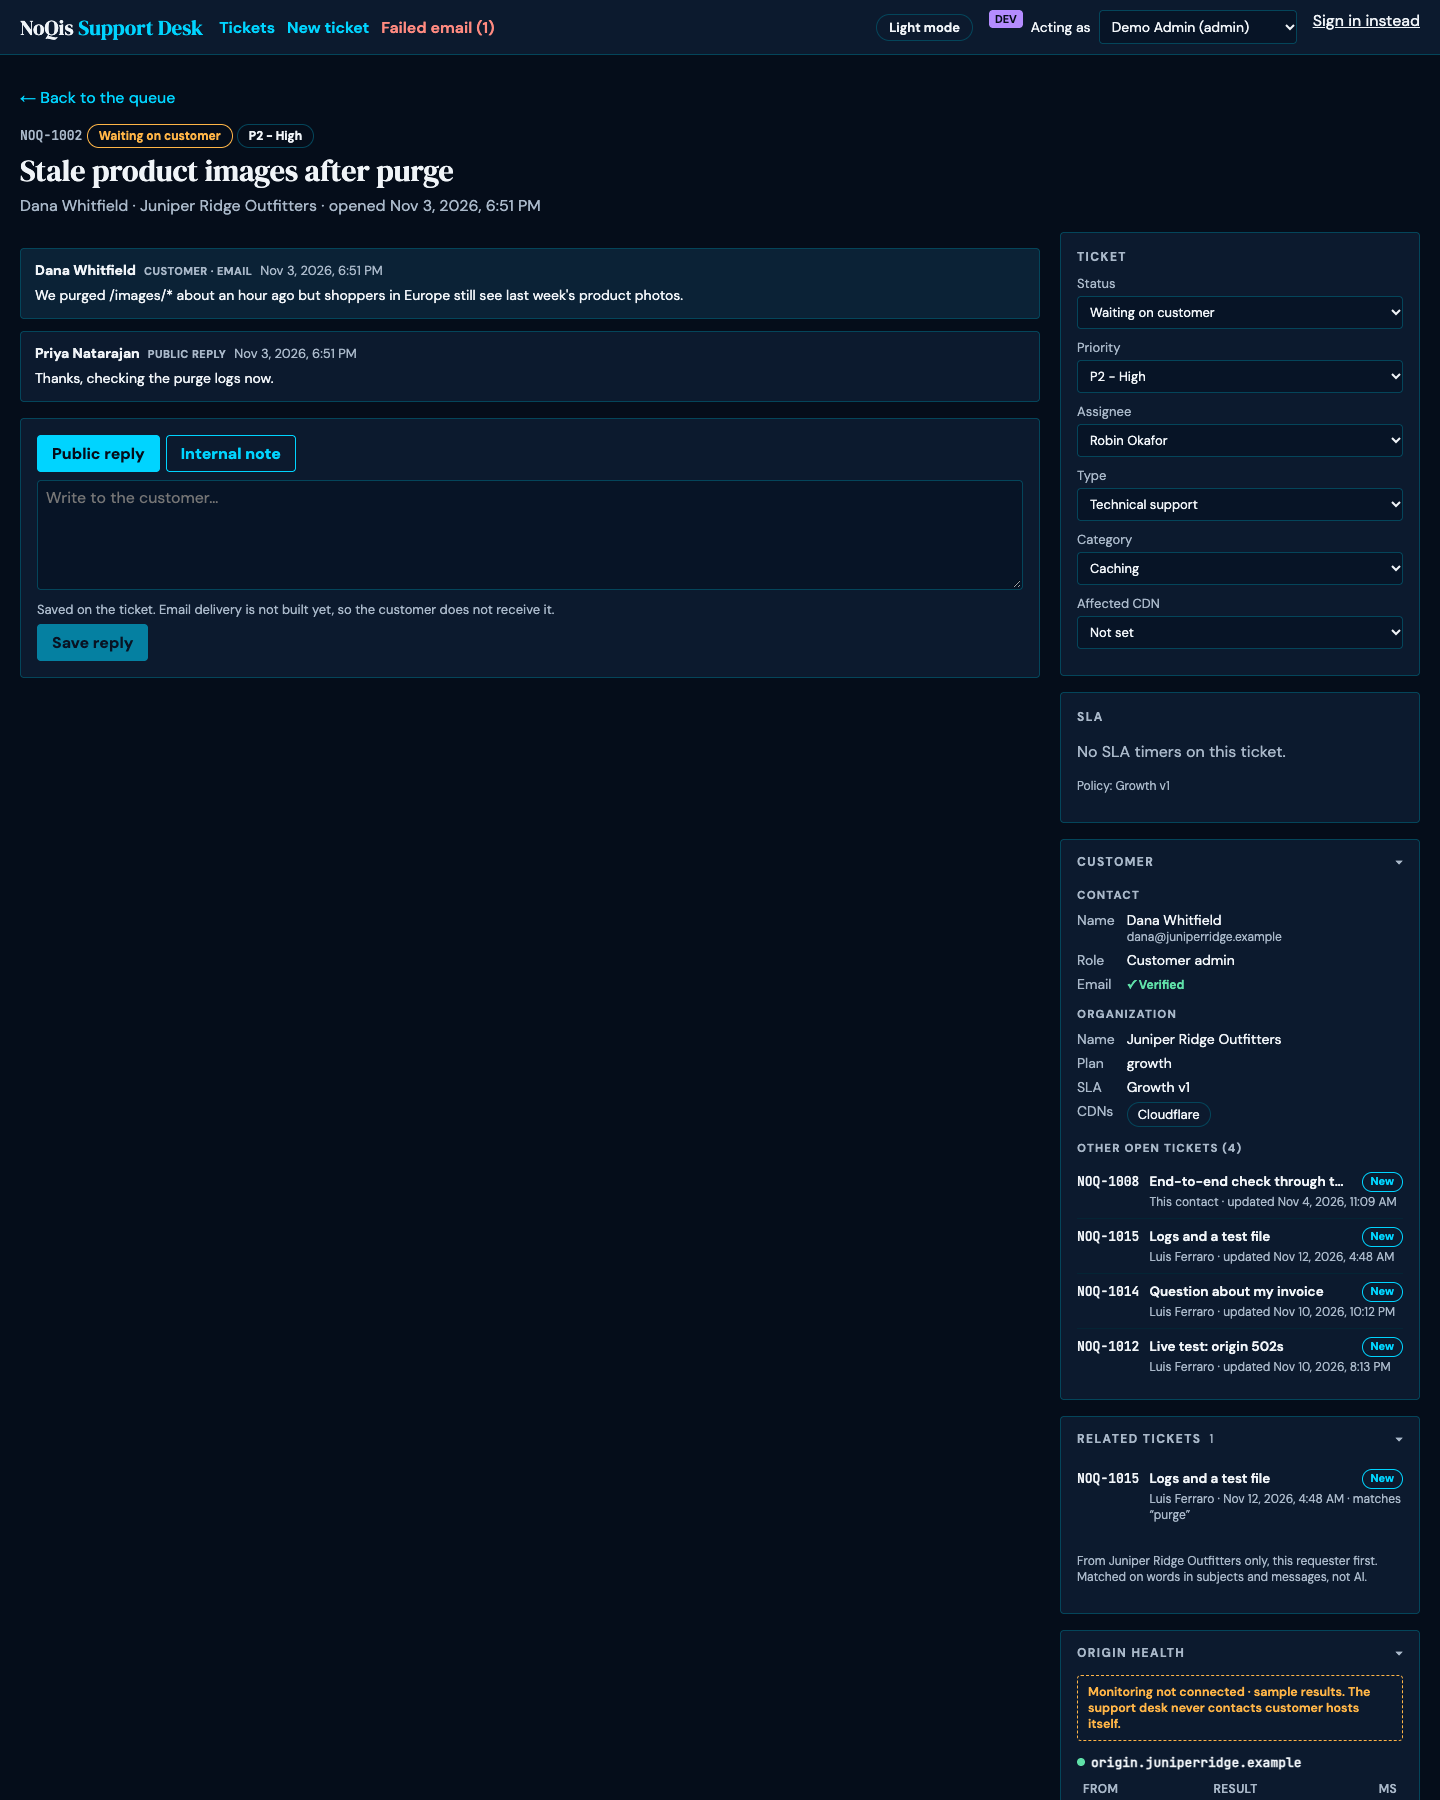 NoQis Support Desk Tickets New ticket Failed email (1) Light mode DEV Acting as Demo Admin (admin) Sign in instead
← Back to the queue
NOQ-1002 Waiting on customer P2 - High
Stale product images after purge
Dana Whitfield · Juniper Ridge Outfitters · opened Nov 3, 2026, 6:51 PM
Dana Whitfield CUSTOMER · EMAIL Nov 3, 2026, 6:51 PM
We purged /images/* about an hour ago but shoppers in Europe still see last week's product photos.
Priya Natarajan PUBLIC REPLY Nov 3, 2026, 6:51 PM
Thanks, checking the purge logs now.
Public reply Internal note
Write to the customer...
Saved on the ticket. Email delivery is not built yet, so the customer does not receive it.
Save reply
TICKET
Status
Waiting on customer
Priority
P2 - High
Assignee
Robin Okafor
Type
Technical support
Category
Caching
Affected CDN
Not set
SLA
No SLA timers on this ticket.
Policy: Growth v1
CUSTOMER
CONTACT
Name Dana Whitfield
dana@juniperridge.example
Role Customer admin
Email ✓ Verified
ORGANIZATION
Name Juniper Ridge Outfitters
Plan growth
SLA Growth v1
CDNs Cloudflare
OTHER OPEN TICKETS (4)
NOQ-1008 End-to-end check through t... New
This contact · updated Nov 4, 2026, 11:09 AM
NOQ-1015 Logs and a test file New
Luis Ferraro · updated Nov 12, 2026, 4:48 AM
NOQ-1014 Question about my invoice New
Luis Ferraro · updated Nov 10, 2026, 10:12 PM
NOQ-1012 Live test: origin 502s New
Luis Ferraro · updated Nov 10, 2026, 8:13 PM
RELATED TICKETS 1
NOQ-1015 Logs and a test file New
Luis Ferraro · Nov 12, 2026, 4:48 AM · matches
"purge"
From Juniper Ridge Outfitters only, this requester first.
Matched on words in subjects and messages, not AI.
ORIGIN HEALTH
Monitoring not connected · sample results. The
support desk never contacts customer hosts
itself.
origin.juniperridge.example
FROM RESULT MS